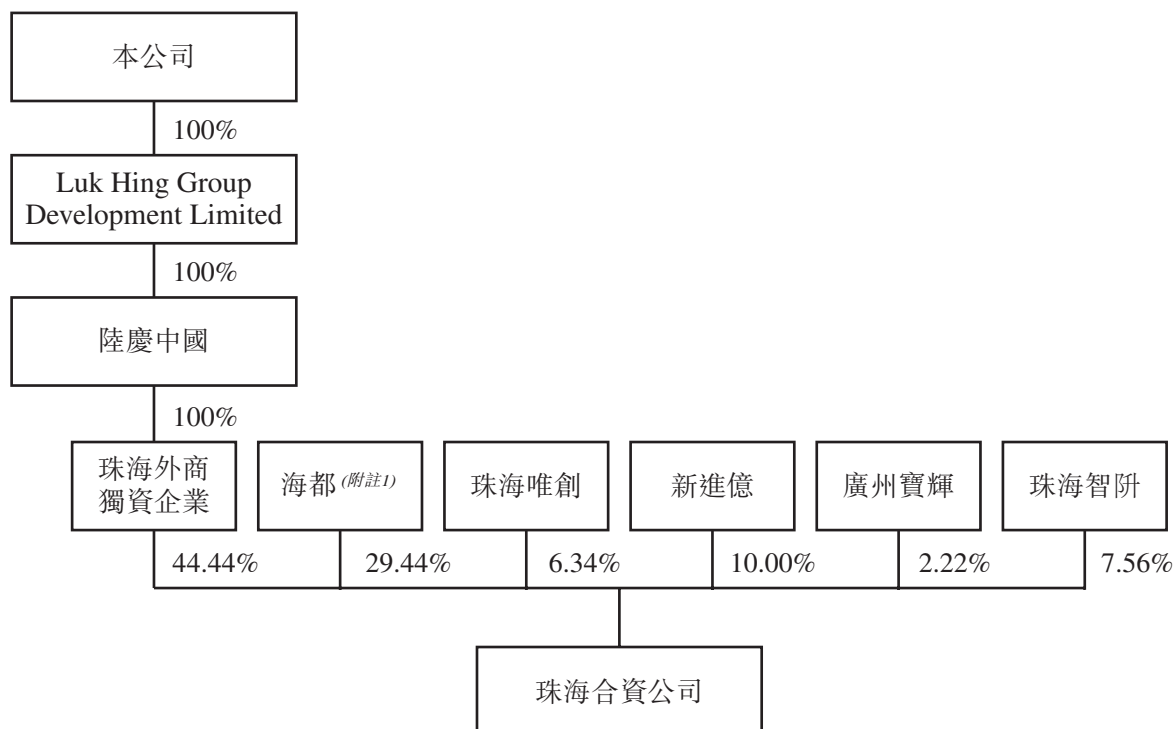 本公司
100%
Luk Hing Group
Development Limited
100%
陸慶中國
100%
珠海外商
獨資企業
海都(附註1)
珠海唯創
新進億
廣州寶輝
珠海智阩
44.44%
29.44%
6.34%
10.00%
2.22%
7.56%
珠海合資公司